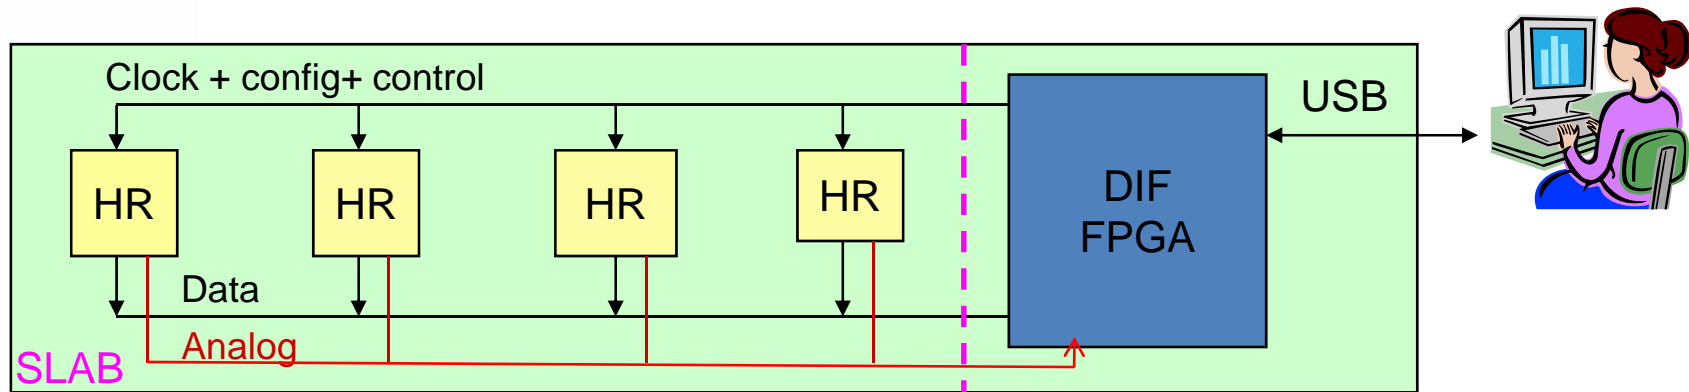 Clock + config+ control
USB
HR
HR
HR
HR
DIF
FPGA
Data
Analog
SLAB